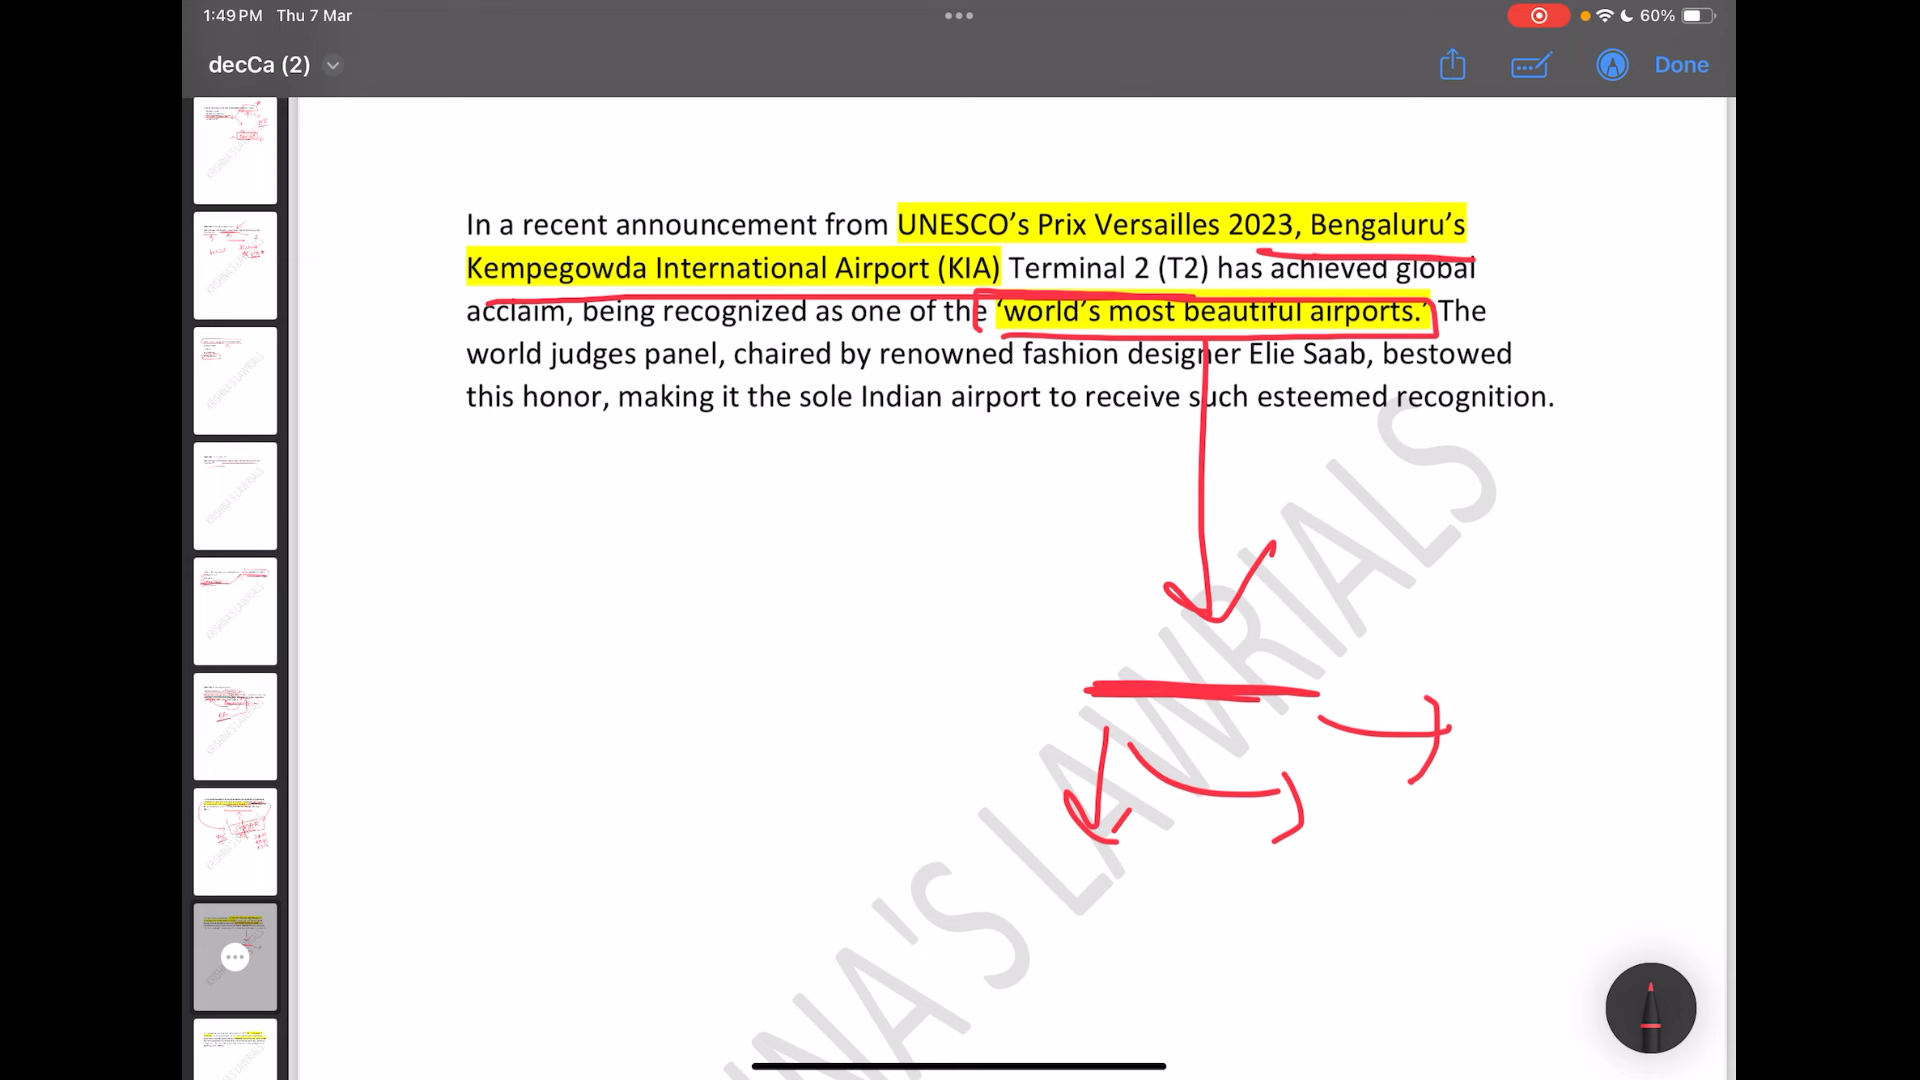 1:49 PM Thu 7 Mar
60%
decCa (2)
Done
In a recent announcement from UNESCO’s Prix Versailles 2023, Bengaluru’s
Kempegowda International Airport (KIA) Terminal 2 (T2) has achieved global
acclaim, being recognized as one of the ‘world’s most beautiful airports.’ The
world judges panel, chaired by renowned fashion designer Elie Saab, bestowed
this honor, making it the sole Indian airport to receive such esteemed recognition.
NNA'S LAWRIALS